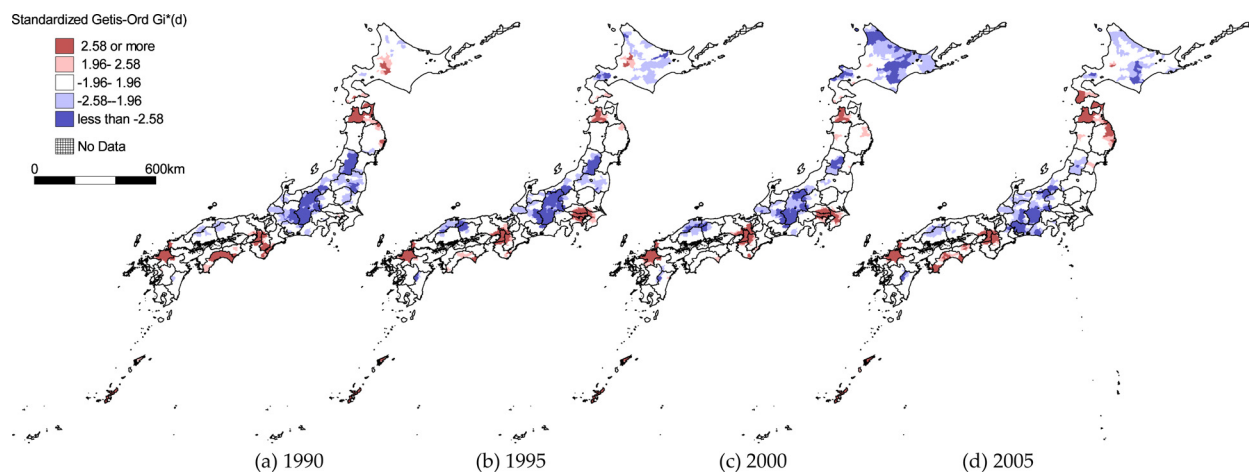 Standardized Getis-Ord Gi*(d)
2.58 or more
1.96- 2.58
-1.96- 1.96
-2.58--1.96
less than -2.58
No Data
0 600km
(a) 1990 (b) 1995 (c) 2000 (d) 2005